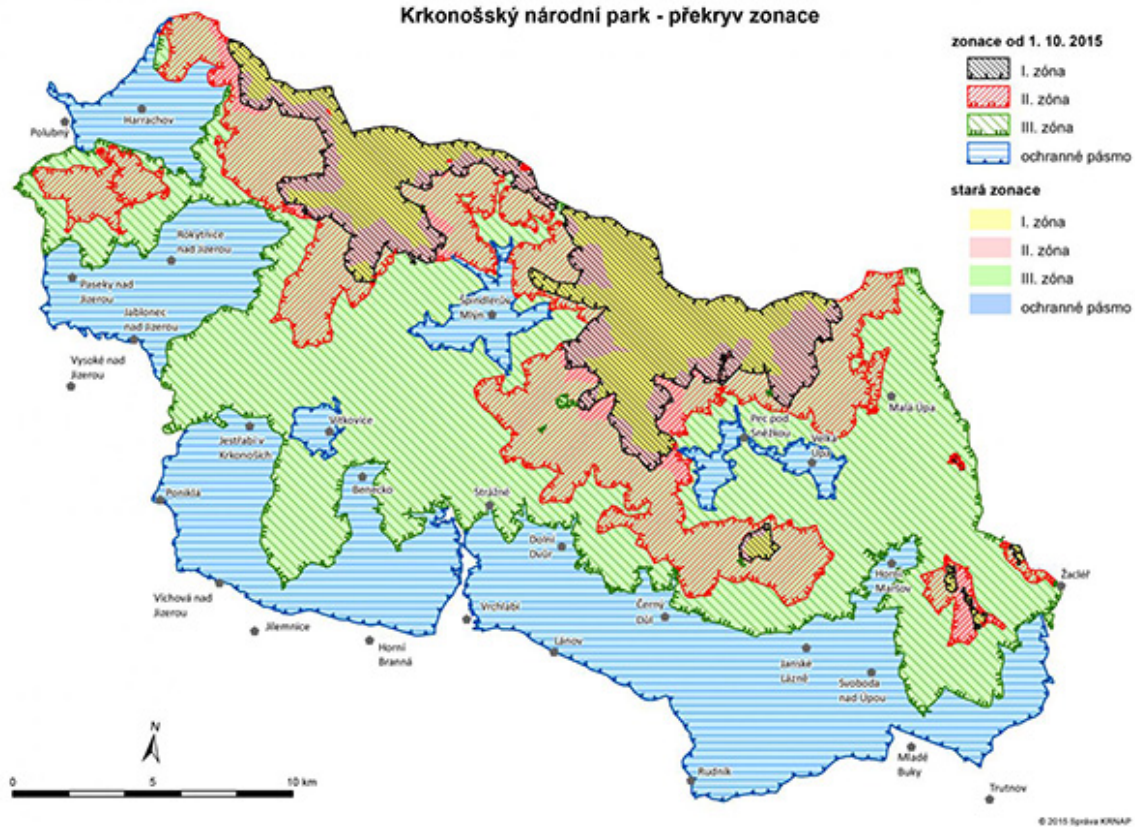 Krkonošský národní park - překryv zonace
zonace od 1. 10. 2015
I. zóna
II. zóna
III. zóna
ochranné pásmo
stará zonace
I. zóna
II. zóna
III. zóna
ochranné pásmo
Harrachov
Polubný
Rokytnice
nad Jizerou
Paseky nad
Jizerou
Jablonec
nad Jizerou
Špindlerův
Mlýn
Vysoké nad
Jizerou
Malá Úpa
Pec pod
Sněžkou
Velká
Úpa
Vítkovice
Jestřabí v
Krkonoších
Benecko
Poniklá
Strážné
Dolní
Dvůr
Horní
Maršov
Žacléř
Víchová nad
Jizerou
Jilemnice
Vrchlabí
Černý
Důl
Horní
Branná
Lánov
Janské
Lázně
Svoboda
nad Úpou
Mladé
Buky
Rudník
Trutnov
N
0 5 10 km
© 2015 Správa KRNAP